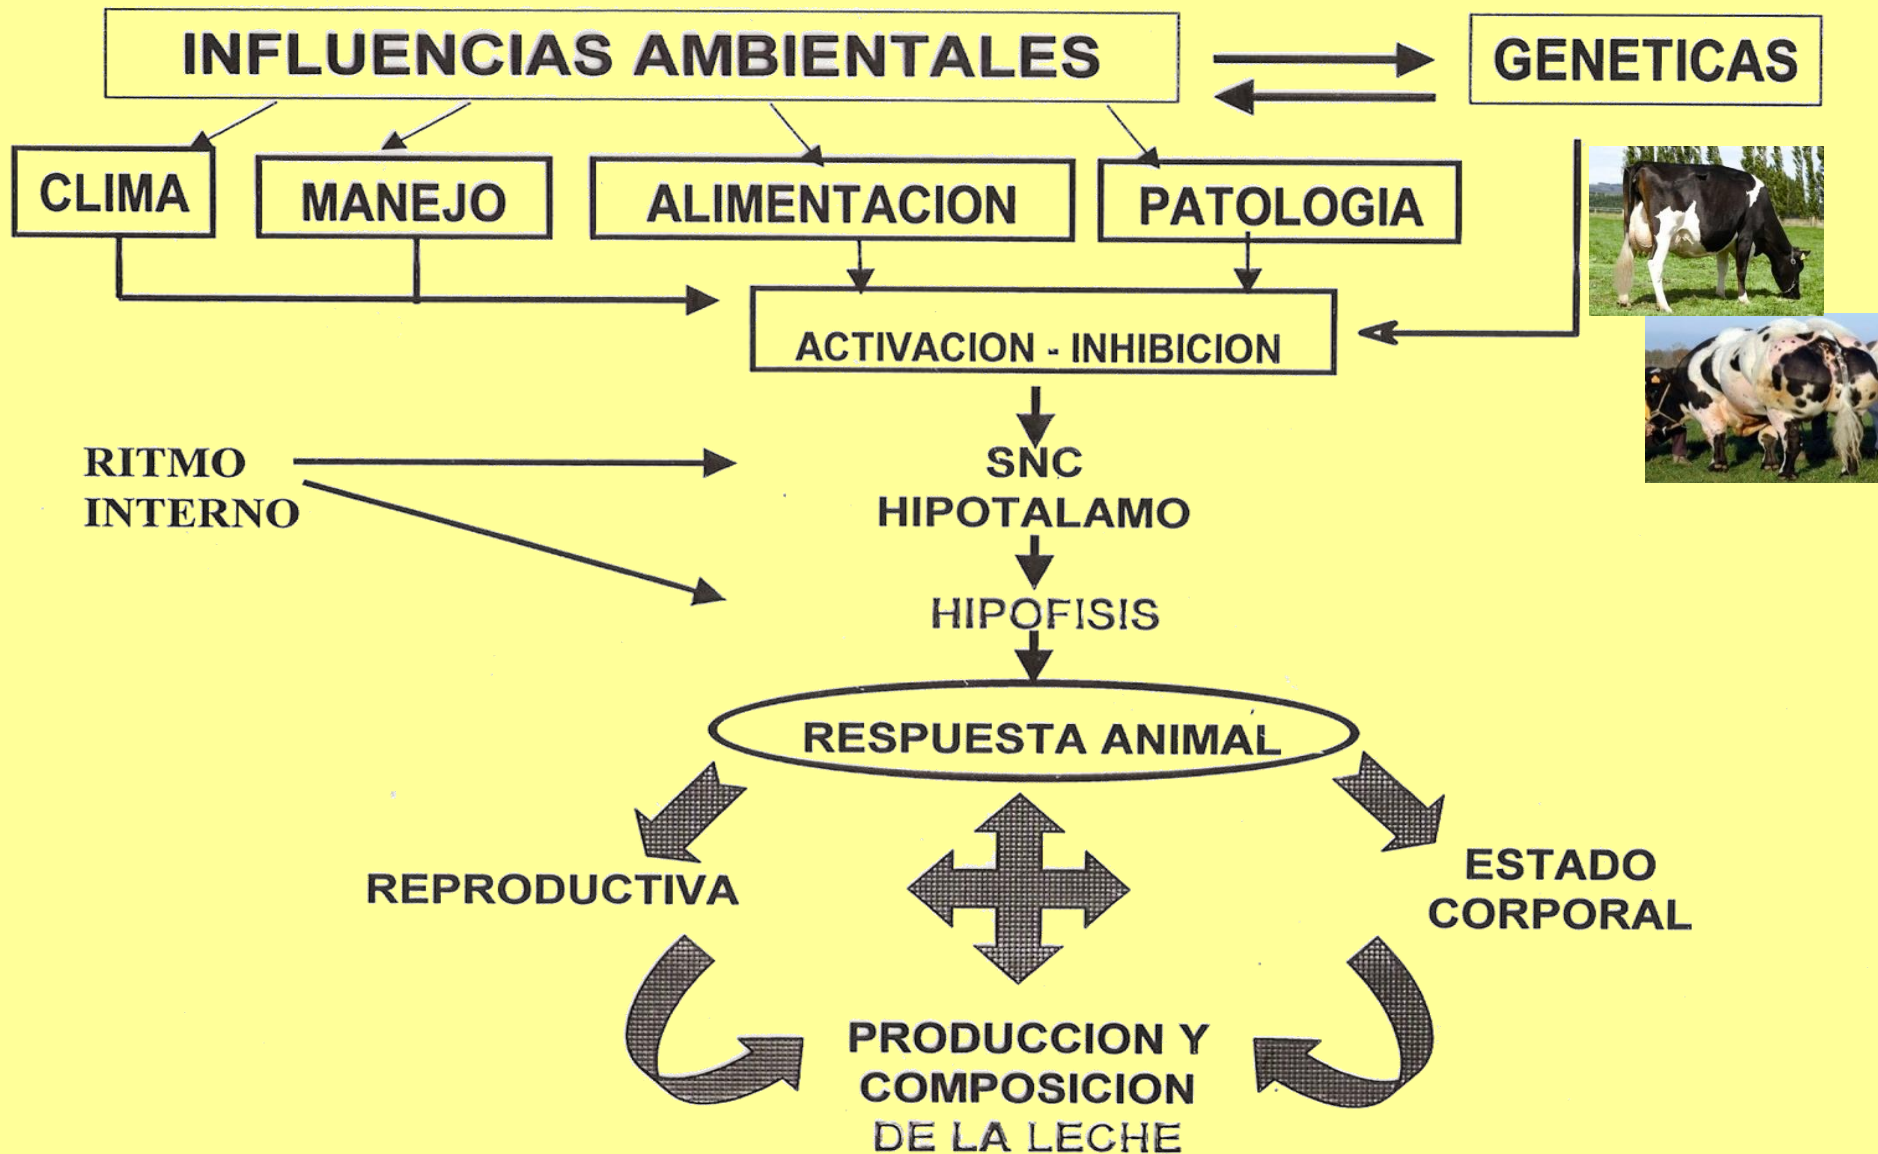 INFLUENCIAS AMBIENTALES
GENETICAS
CLIMA
MANEJO
ALIMENTACION
PATOLOGIA
ACTIVACION - INHIBICION
RITMO
INTERNO
SNC
HIPOTALAMO
HIPOFISIS
RESPUESTA ANIMAL
REPRODUCTIVA
ESTADO
CORPORAL
PRODUCCION Y
COMPOSICION
DE LA LECHE